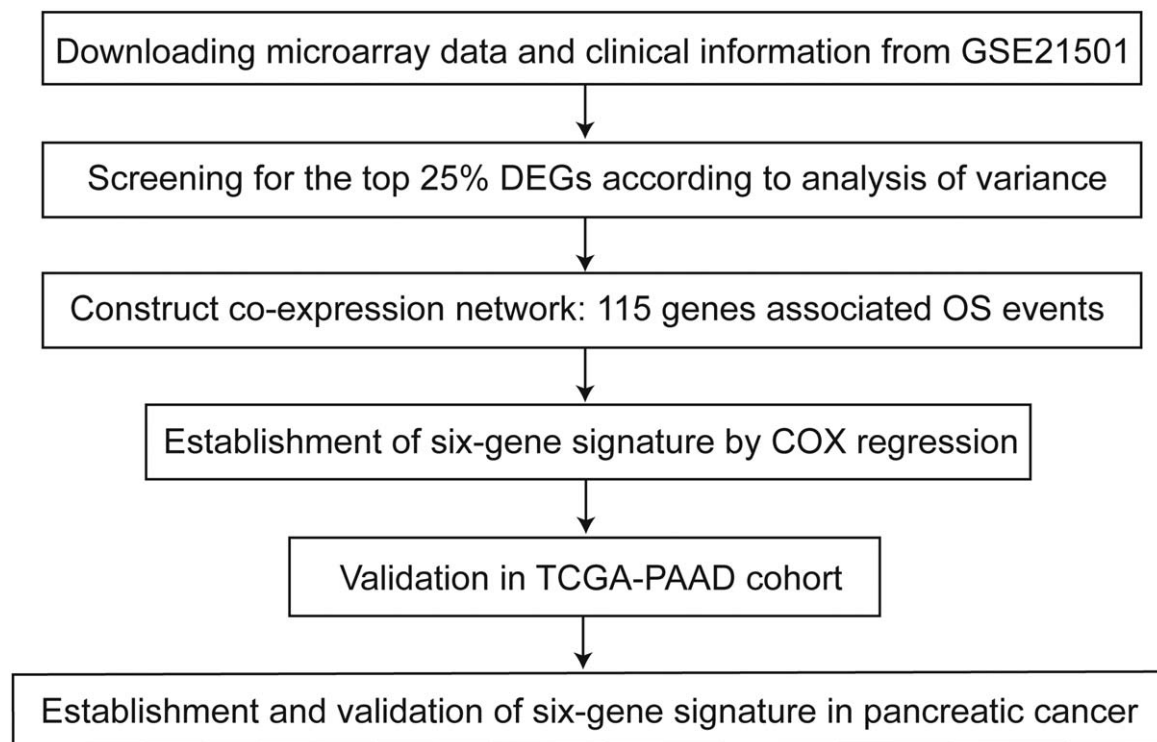 Downloading microarray data and clinical information from GSE21501
Screening for the top 25% DEGs according to analysis of variance
Construct co-expression network: 115 genes associated OS events
Establishment of six-gene signature by COX regression
Validation in TCGA-PAAD cohort
Establishment and validation of six-gene signature in pancreatic cancer